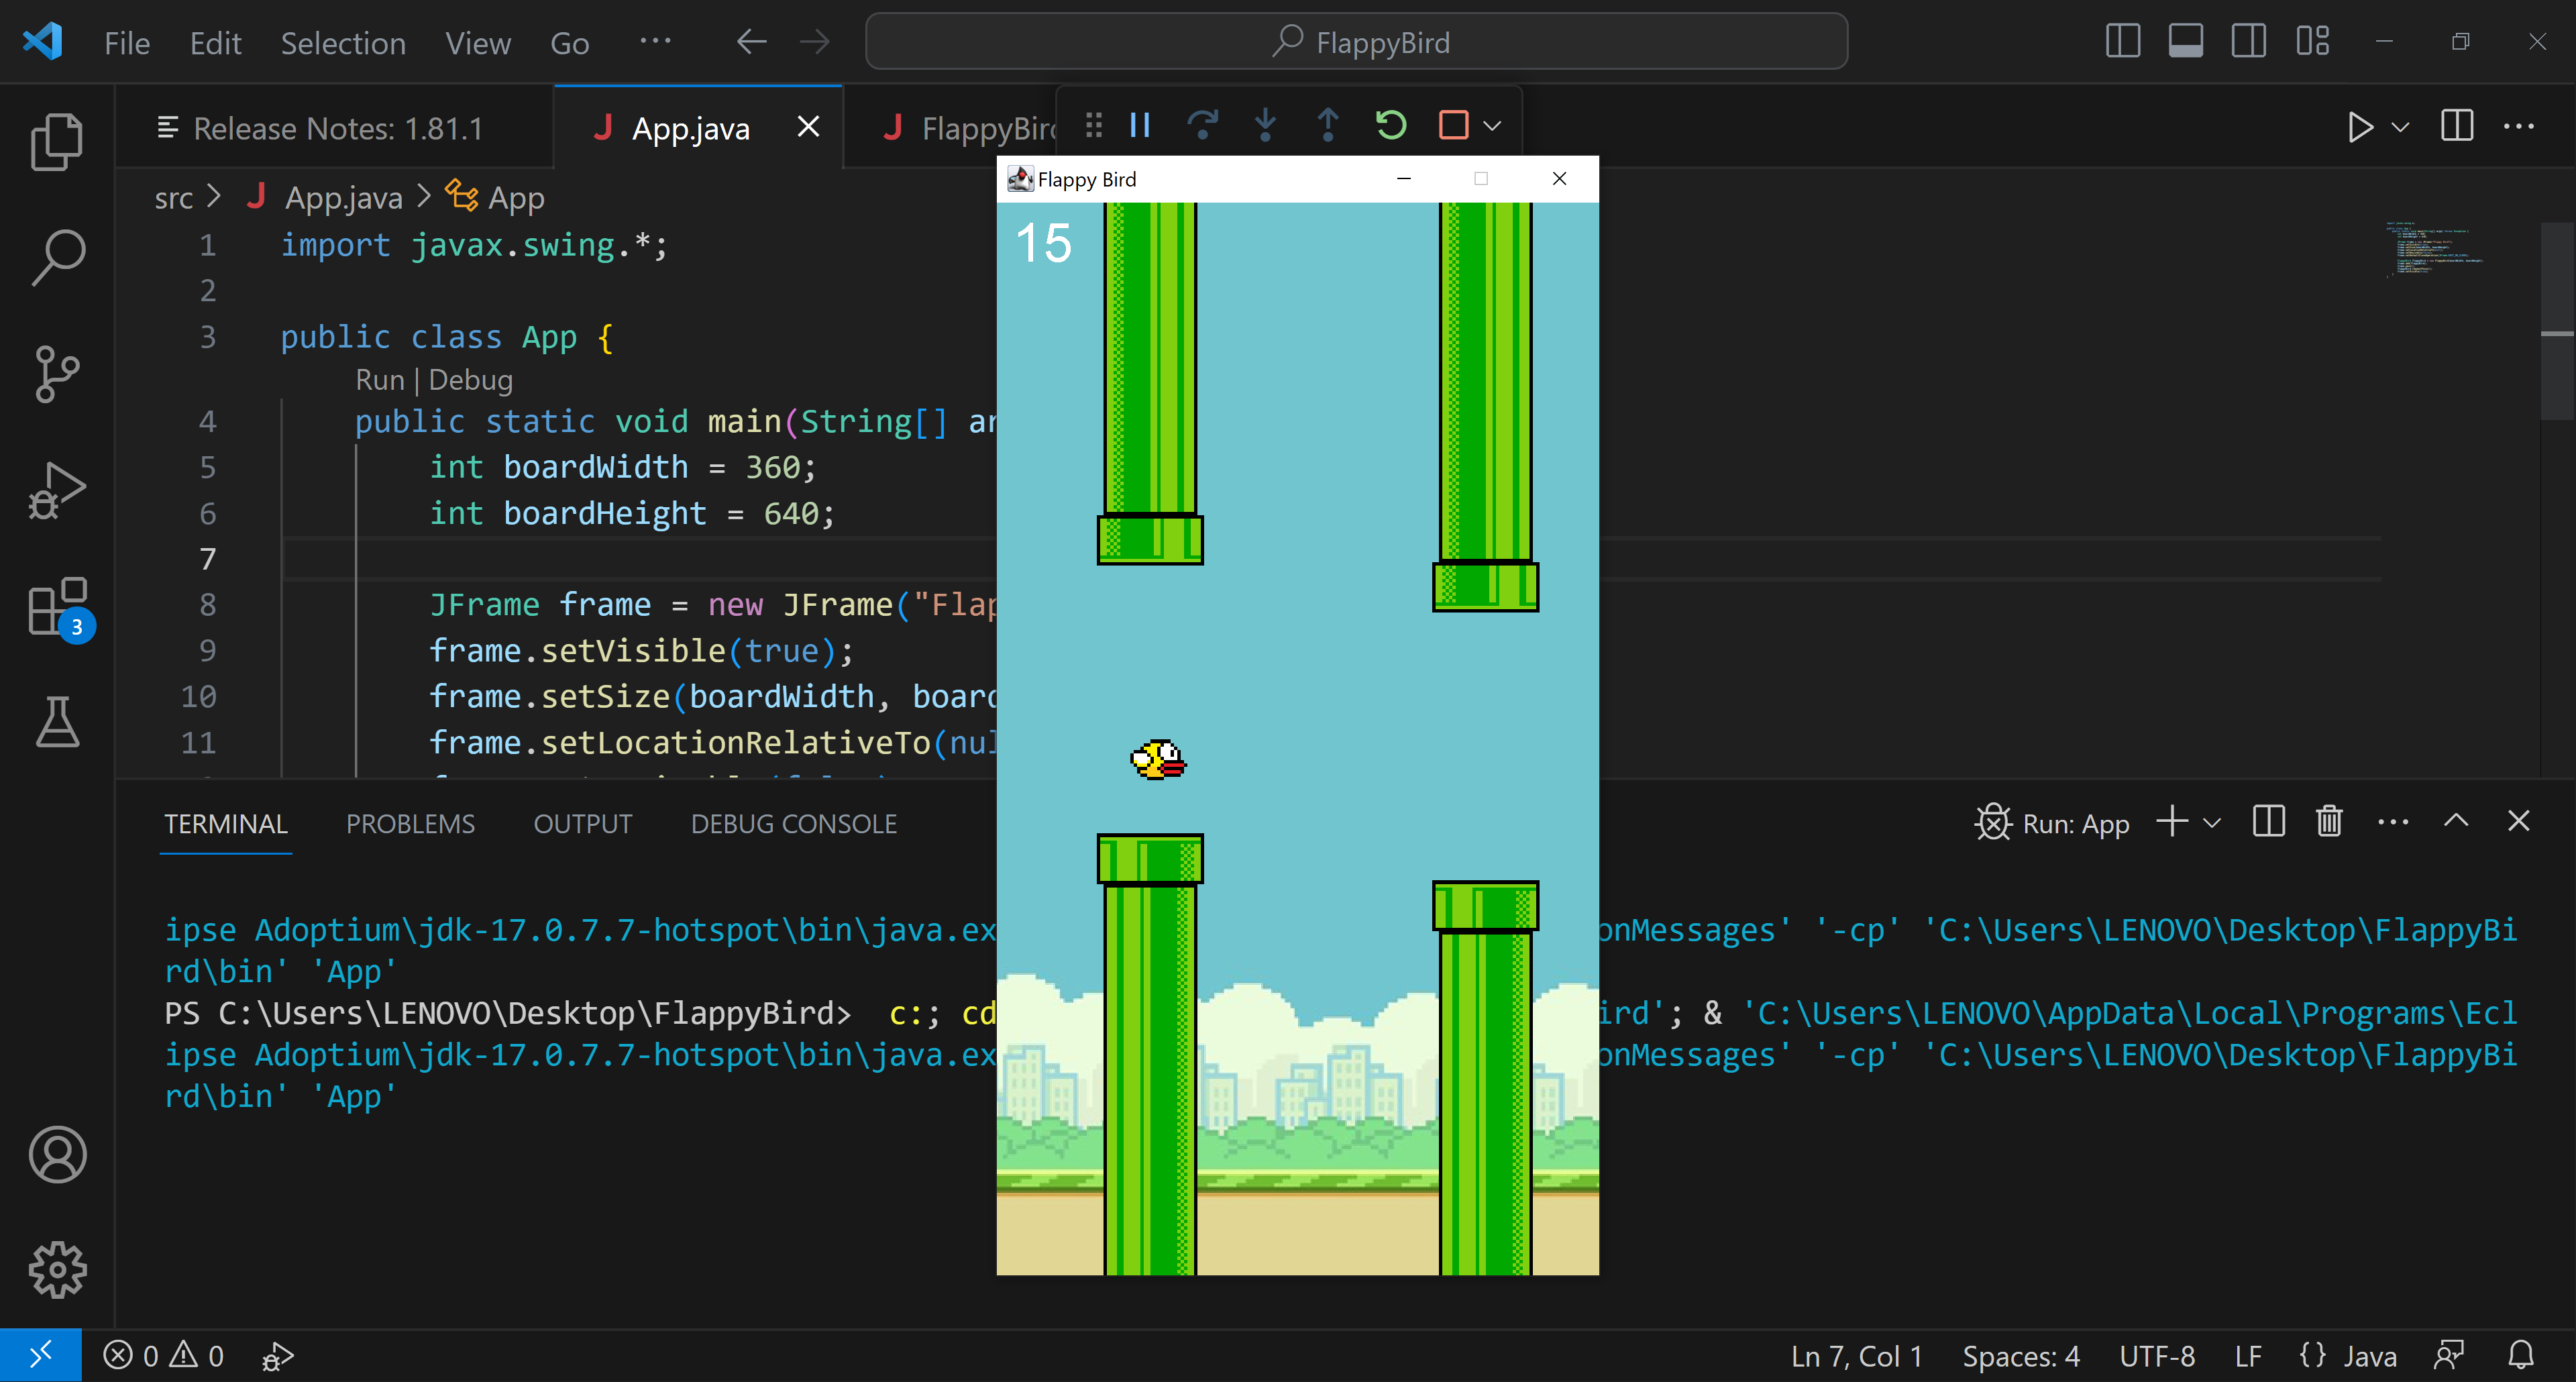 File Edit Selection View Go ··· FlappyBird
Release Notes: 1.81.1 App.java FlappyBir
src > App.java > App
Flappy Bird
15
1 import javax.swing.*;
2
3 public class App {
Run | Debug
4 public static void main(String[] ar
5 int boardWidth = 360;
6 int boardHeight = 640;
7
8 JFrame frame = new JFrame("Flap
9 frame.setVisible(true);
10 frame.setSize(boardWidth, board
11 frame.setLocationRelativeTo(nul
3
TERMINAL PROBLEMS OUTPUT DEBUG CONSOLE Run: App
ipse Adoptium\jdk-17.0.7.7-hotspot\bin\java.ex onMessages' '-cp' 'C:\Users\LENOVO\Desktop\FlappyBi
rd\bin' 'App'
PS C:\Users\LENOVO\Desktop\FlappyBird> c:; cd ird'; & 'C:\Users\LENOVO\AppData\Local\Programs\Ecl
ipse Adoptium\jdk-17.0.7.7-hotspot\bin\java.ex onMessages' '-cp' 'C:\Users\LENOVO\Desktop\FlappyBi
rd\bin' 'App'
0 0 Ln 7, Col 1 Spaces: 4 UTF-8 LF {} Java